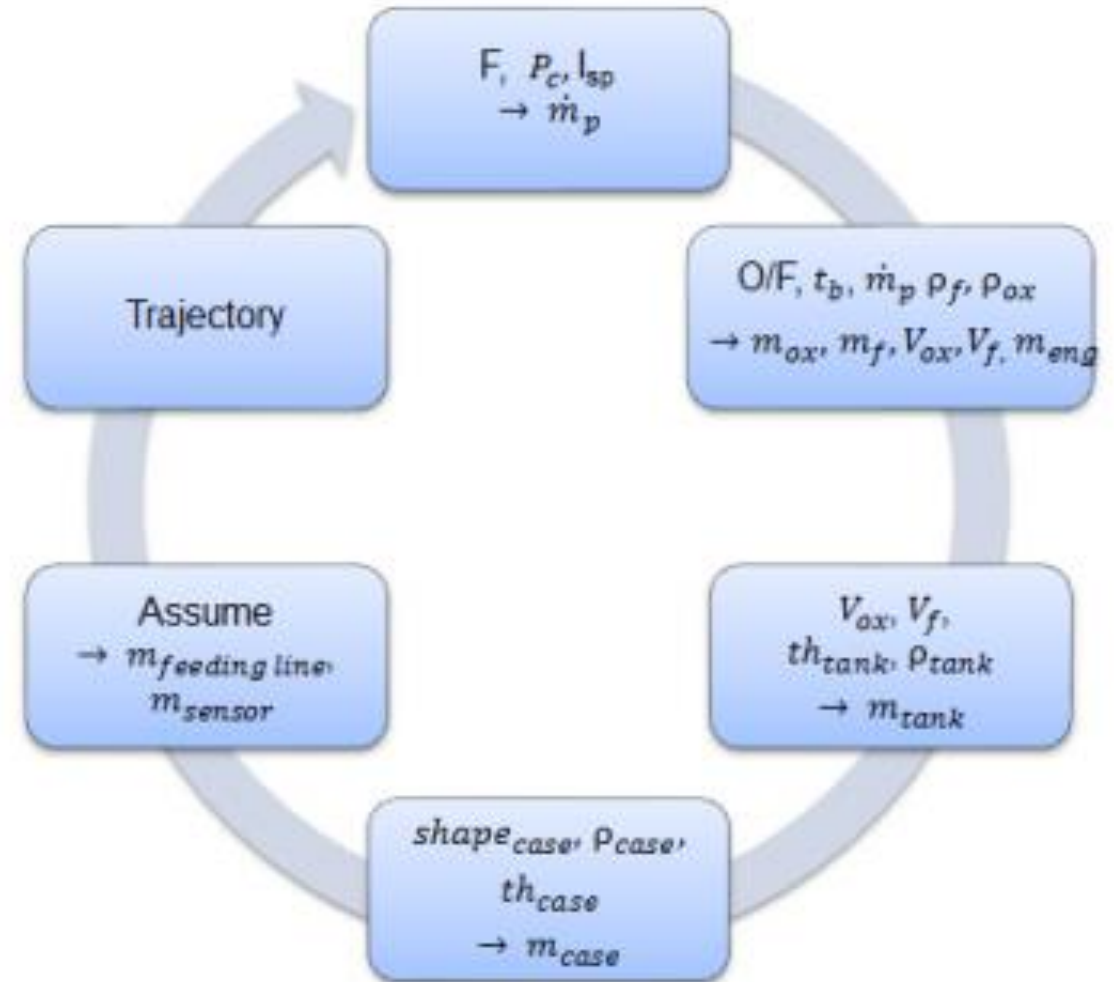 F, P_c, I_sp
→ ṁ_p
O/F, t_b, ṁ_p ρ_f, ρ_ox
→ m_ox, m_f, V_ox, V_f, m_eng
V_ox, V_f,
th_tank, ρ_tank
→ m_tank
shape_case, ρ_case,
th_case
→ m_case
Assume
→ m_feeding line,
m_sensor
Trajectory